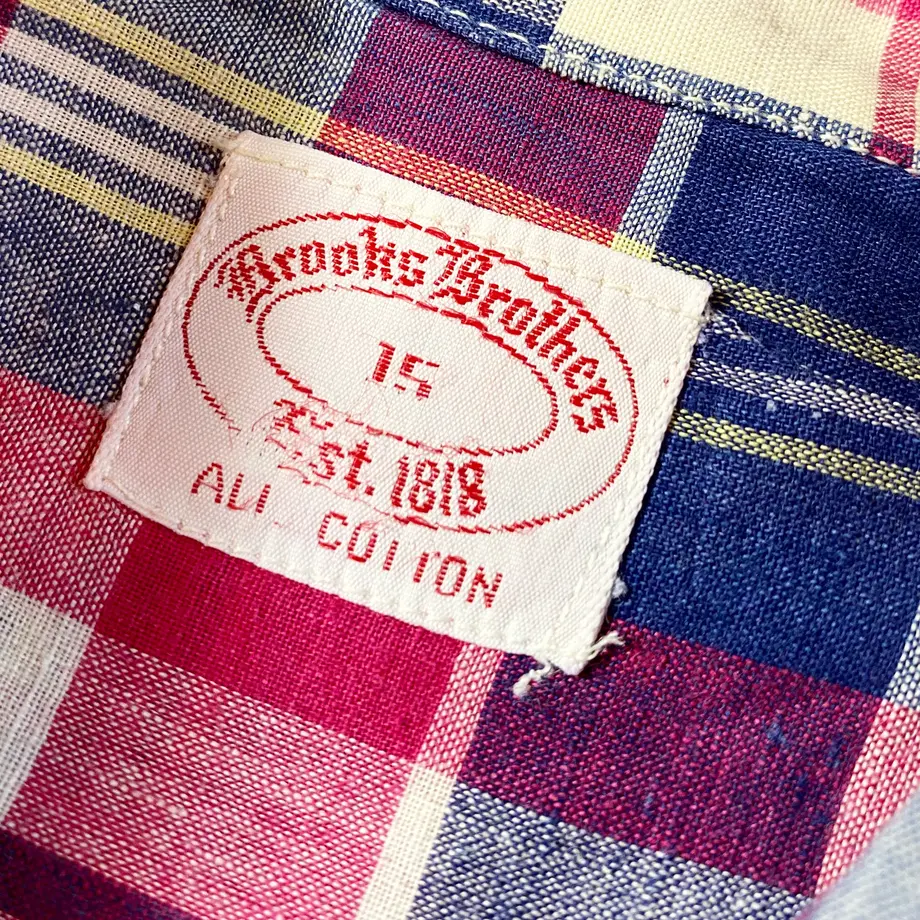 Brooks Brothers
15
Est. 1818
ALL COTTON